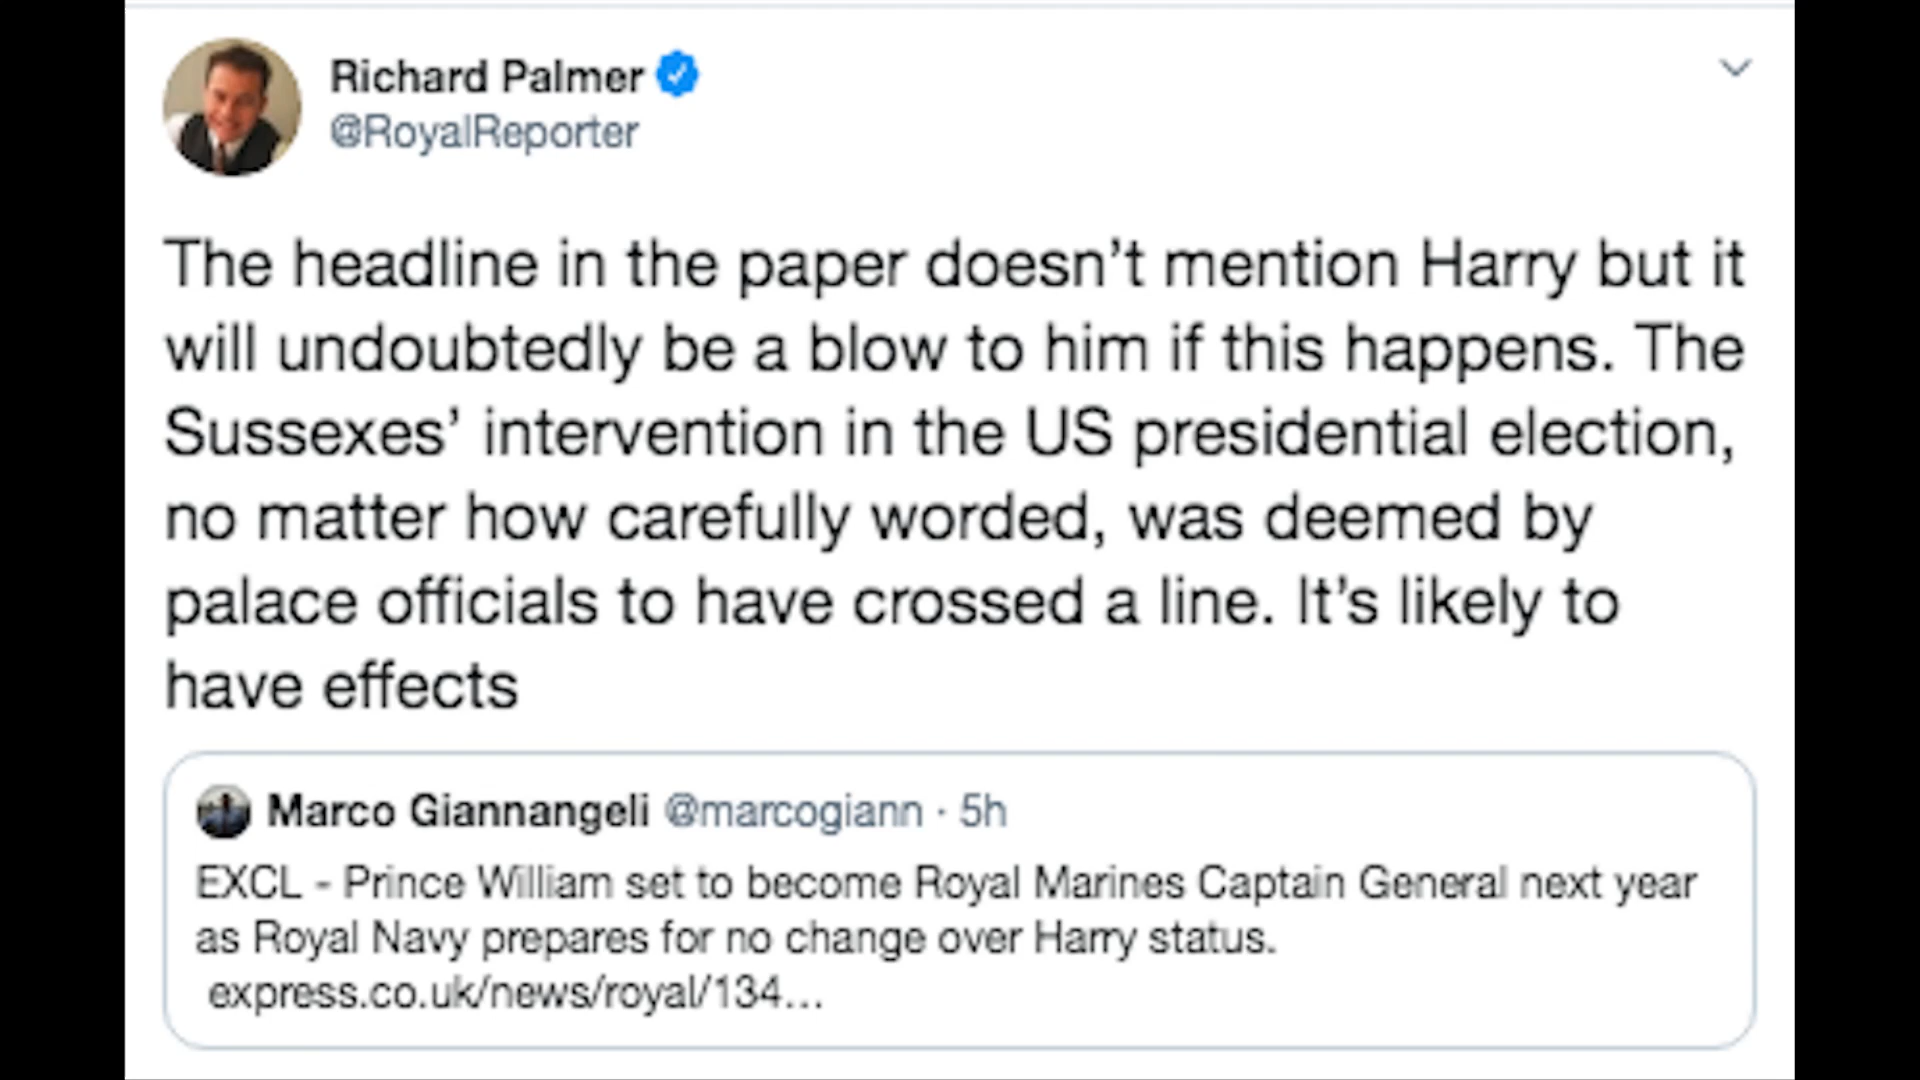 Richard Palmer
@RoyalReporter
The headline in the paper doesn’t mention Harry but it
will undoubtedly be a blow to him if this happens. The
Sussexes’ intervention in the US presidential election,
no matter how carefully worded, was deemed by
palace officials to have crossed a line. It’s likely to
have effects
Marco Giannangeli @marcogiann · 5h
EXCL - Prince William set to become Royal Marines Captain General next year
as Royal Navy prepares for no change over Harry status.
express.co.uk/news/royal/134...